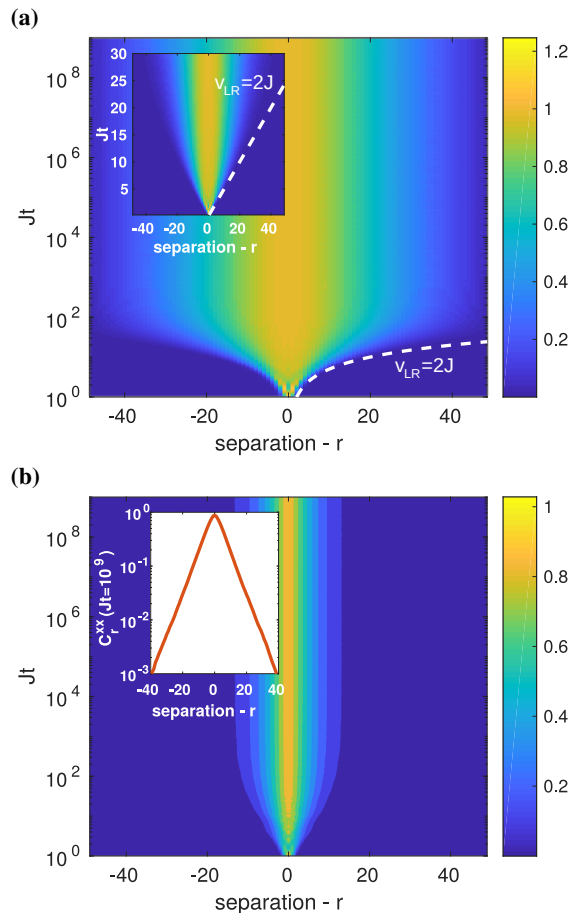 (a)
10^8
10^6
10^4
10^2
10^0
Jt
30
25
20
15
10
5
Jt
v_LR=2J
-40 -20 0 20 40
separation - r
v_LR=2J
-40 -20 0 20 40
separation - r
1.2
1
0.8
0.6
0.4
0.2
(b)
10^8
10^6
10^4
10^2
10^0
Jt
10^0
10^-1
10^-2
10^-3
C_r^xx(Jt=10^9)
-40 -20 0 20 40
separation - r
-40 -20 0 20 40
separation - r
1
0.8
0.6
0.4
0.2